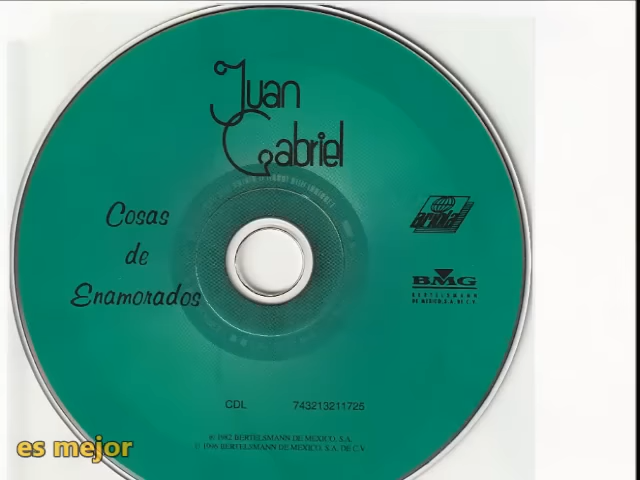 Juan
Gabriel
Cosas
de
Enamorados
ariola
BMG
BERTELSMANN
DE MEXICO, S.A. DE C.V.
CDL 743213211725
℗ 1982 BERTELSMANN DE MEXICO, S.A.
© 1995 BERTELSMANN DE MEXICO, S.A. DE C.V.
es mejor